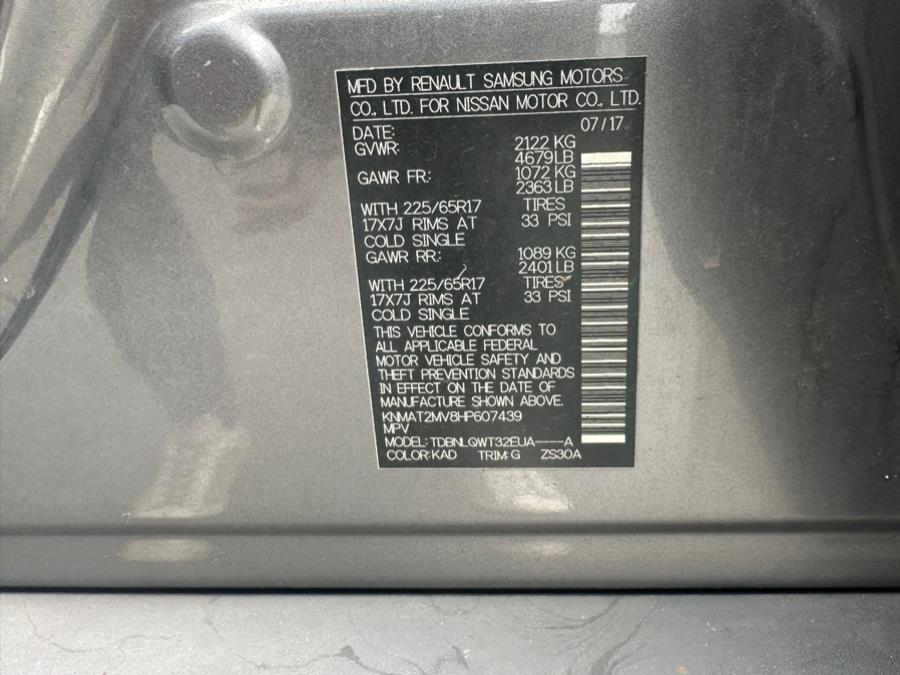 MFD BY RENAULT SAMSUNG MOTORS
CO., LTD. FOR NISSAN MOTOR CO., LTD.
DATE: 07/17
GVWR: 2122 KG
4679LB
GAWR FR: 1072 KG
2363 LB
WITH 225/65R17 TIRES
17X7J RIMS AT 33 PSI
COLD SINGLE
GAWR RR: 1089 KG
2401 LB
WITH 225/65R17 TIRES
17X7J RIMS AT 33 PSI
COLD SINGLE
THIS VEHICLE CONFORMS TO
ALL APPLICABLE FEDERAL
MOTOR VEHICLE SAFETY AND
THEFT PREVENTION STANDARDS
IN EFFECT ON THE DATE OF
MANUFACTURE SHOWN ABOVE.
KNMAT2MV8HP607439
MPV
MODEL: TDBNLQWT32EUA----A
COLOR: KAD TRIM: G ZS30A